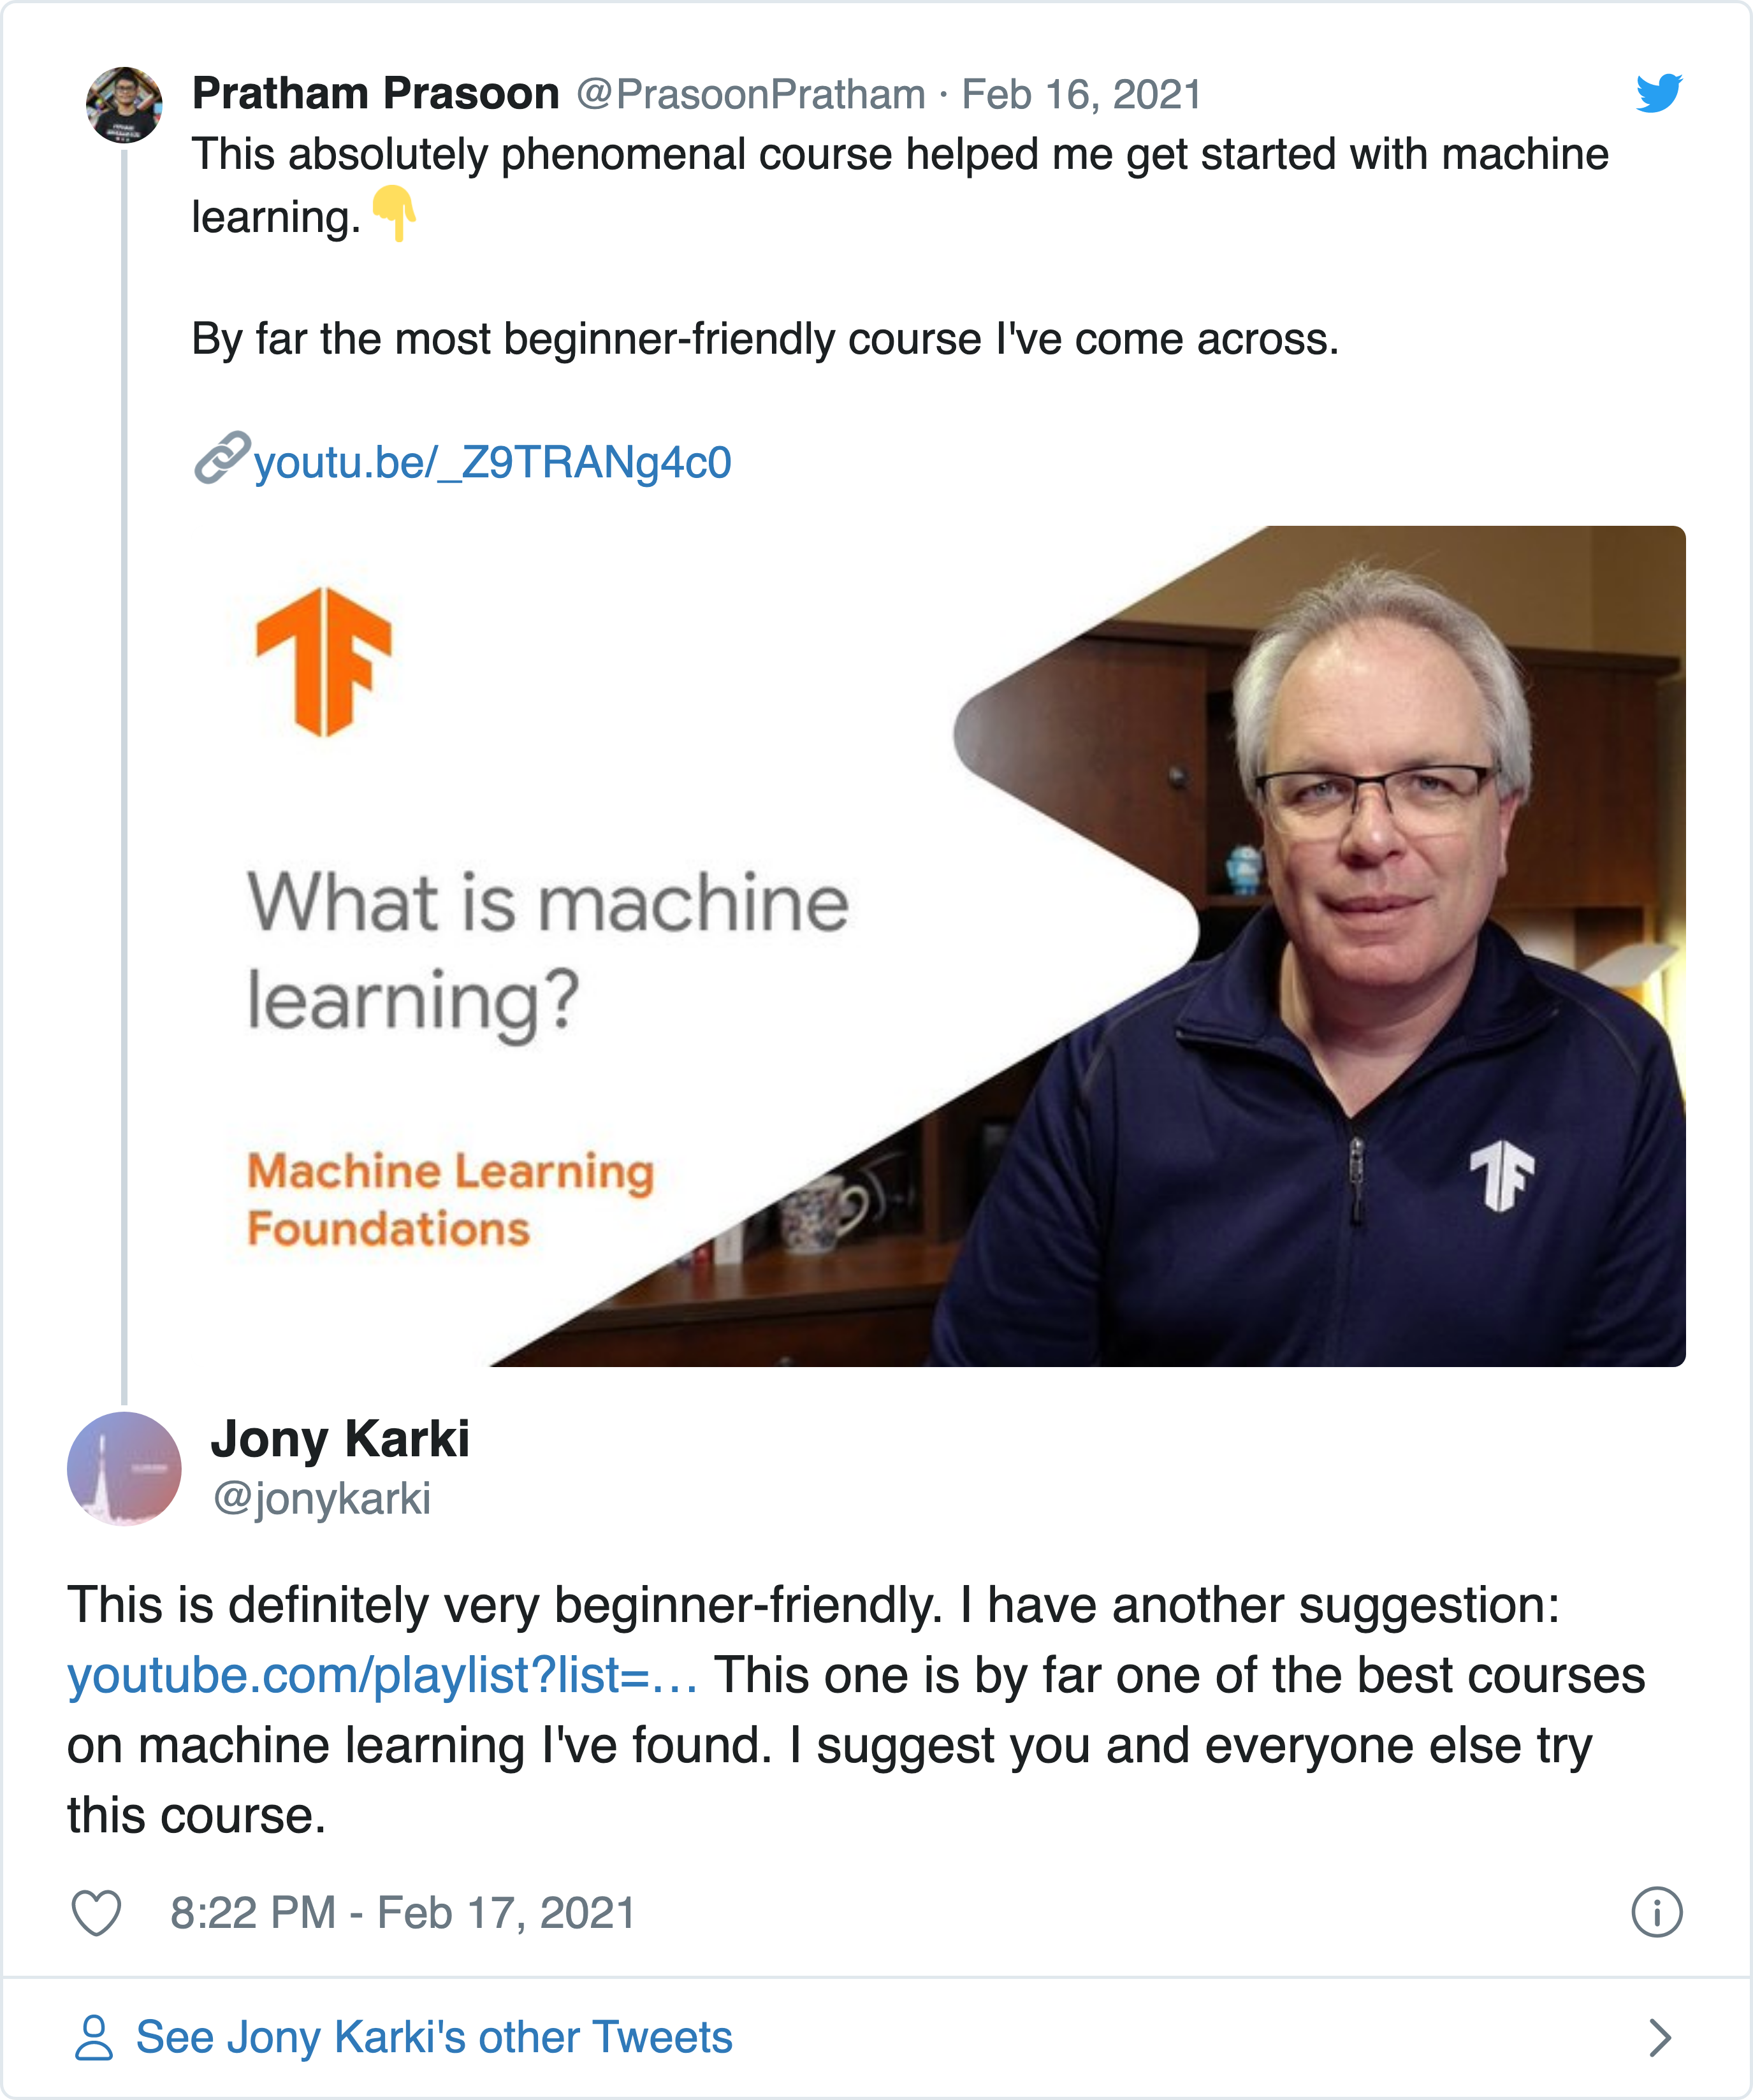 Pratham Prasoon @PrasoonPratham · Feb 16, 2021
This absolutely phenomenal course helped me get started with machine
learning. 👇
By far the most beginner-friendly course I've come across.
🔗youtu.be/_Z9TRANg4c0
TF
What is machine
learning?
Machine Learning
Foundations
TF
Jony Karki
@jonykarki
This is definitely very beginner-friendly. I have another suggestion:
youtube.com/playlist?list=… This one is by far one of the best courses
on machine learning I've found. I suggest you and everyone else try
this course.
8:22 PM - Feb 17, 2021
See Jony Karki's other Tweets